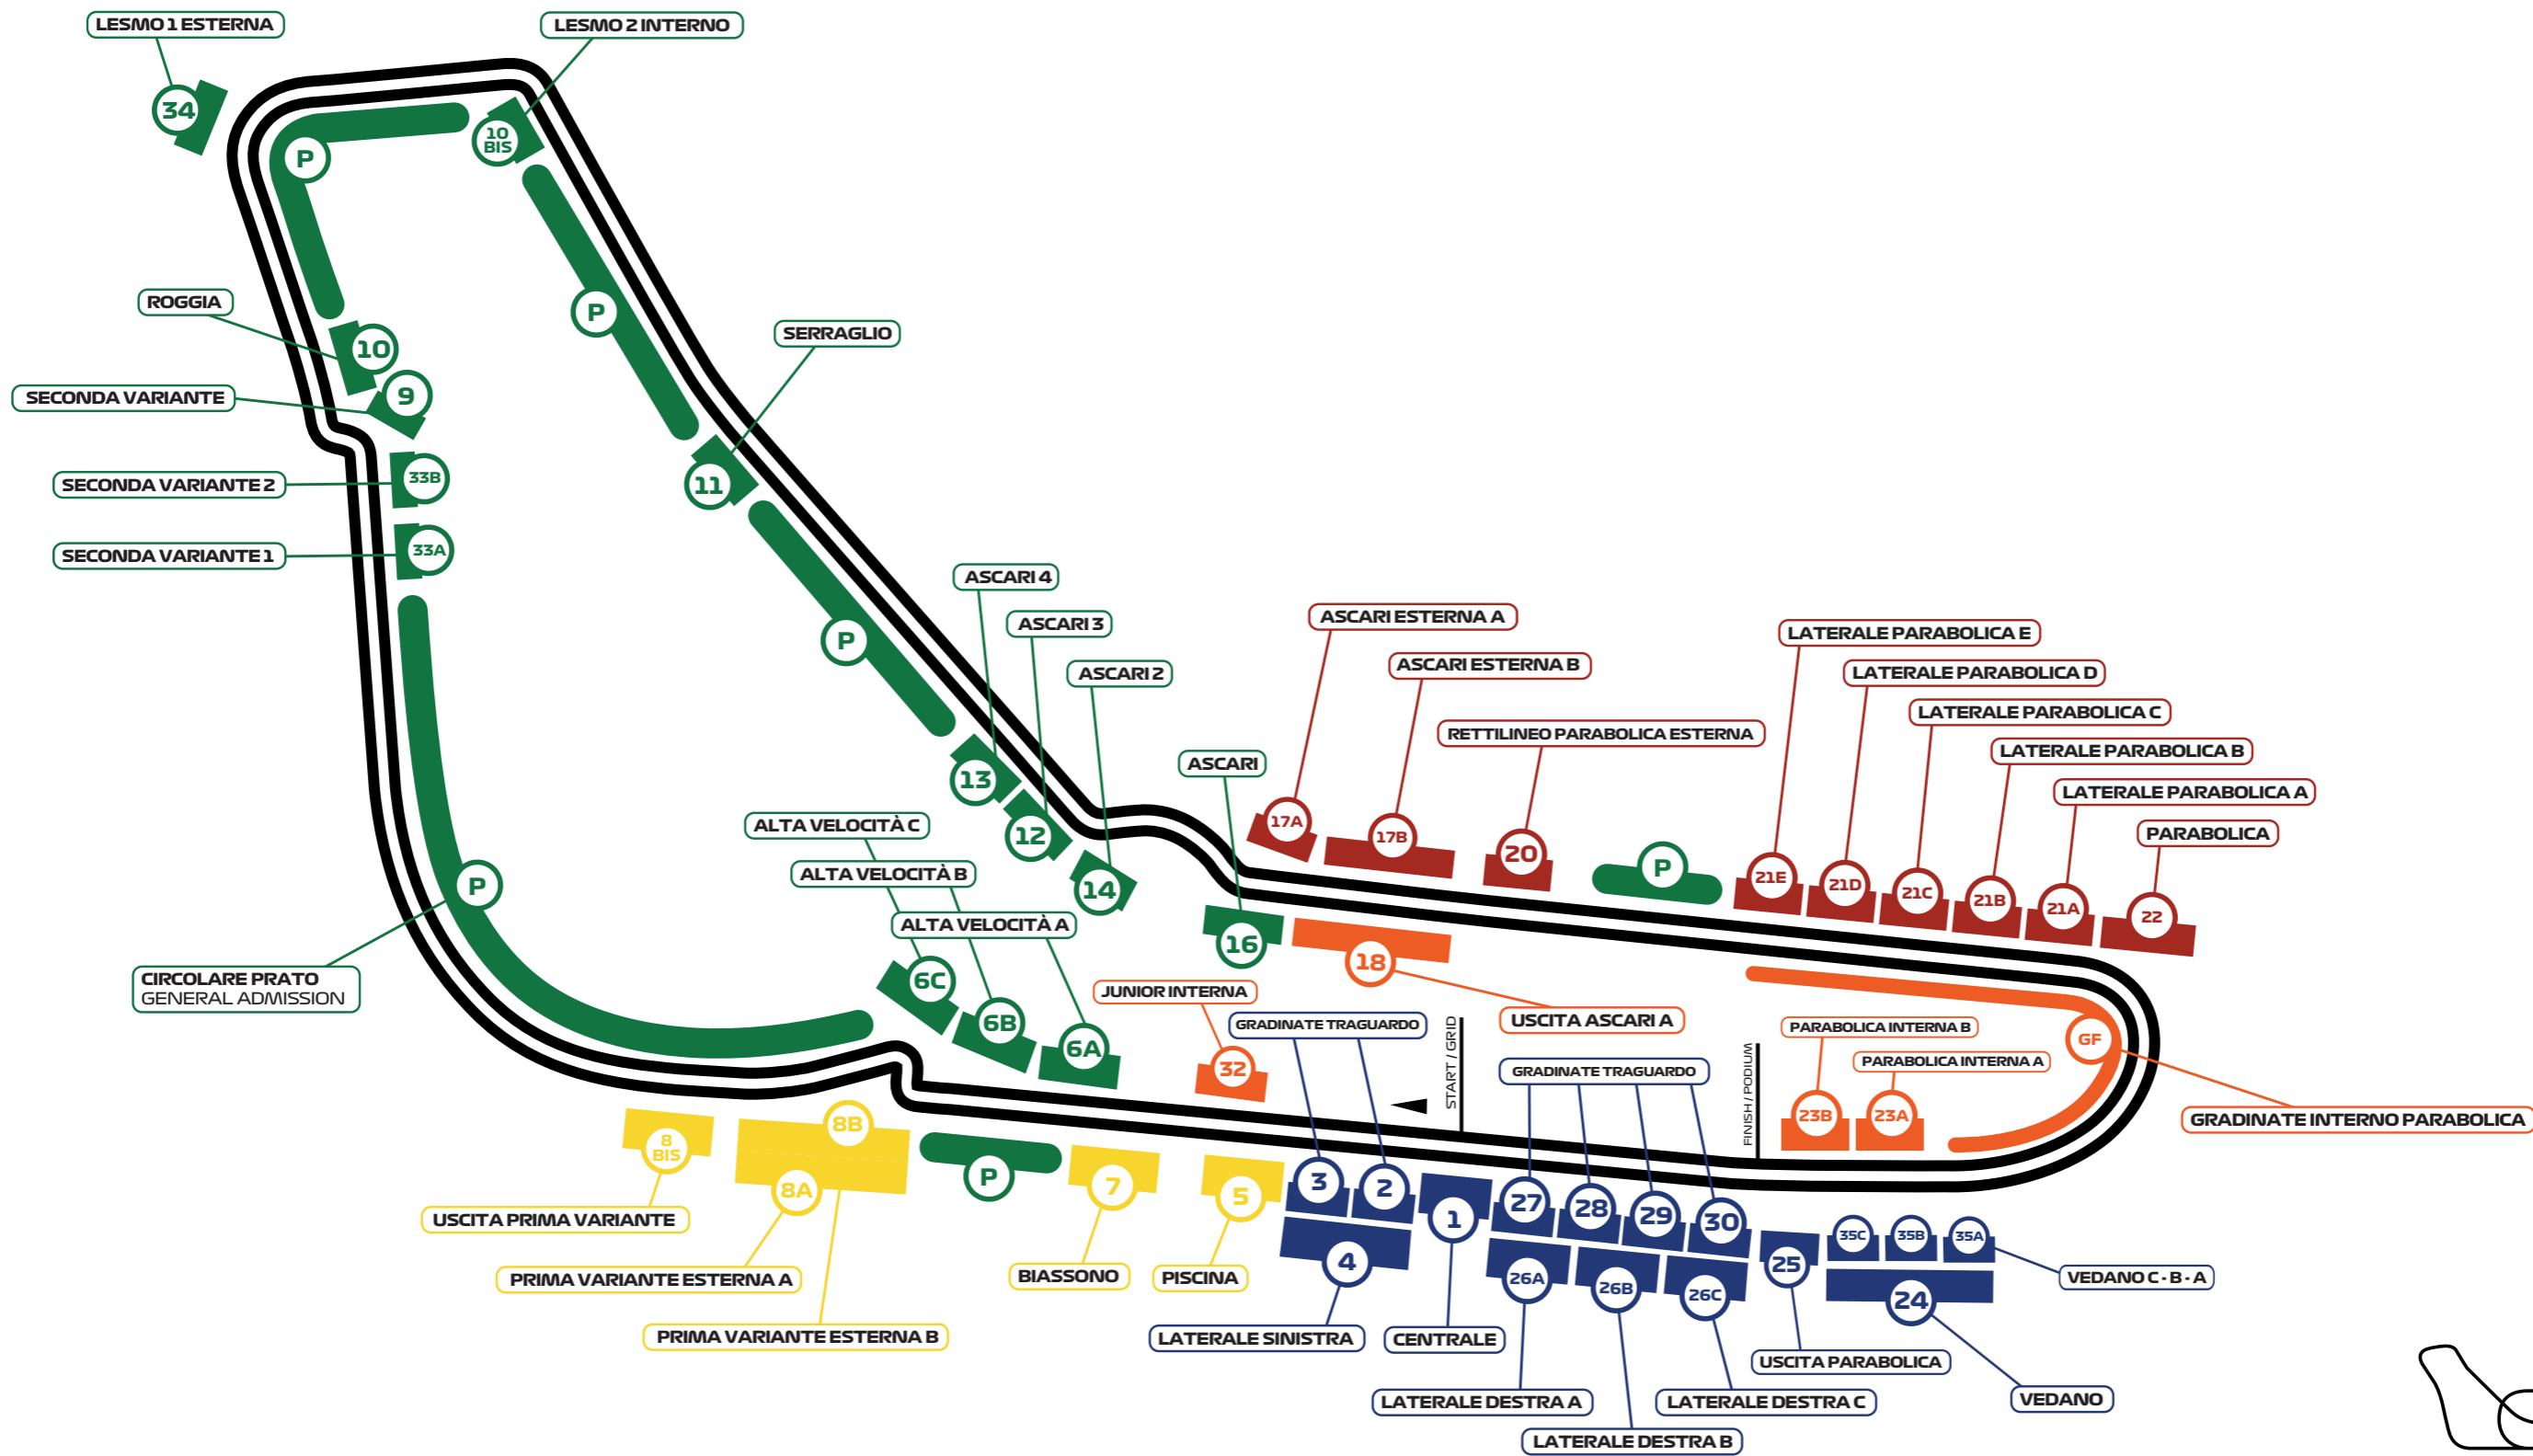 LESMO 1 ESTERNA
LESMO 2 INTERNO
34
10
BIS
P
ROGGIA
P
SERRAGLIO
10
9
SECONDA VARIANTE
33B
SECONDA VARIANTE 2
11
33A
SECONDA VARIANTE 1
ASCARI 4
ASCARI 3
ASCARI 2
P
ASCARI
13
12
14
16
ASCARI ESTERNA A
ASCARI ESTERNA B
RETTILINEO PARABOLICA ESTERNA
17A
17B
20
P
LATERALE PARABOLICA E
LATERALE PARABOLICA D
LATERALE PARABOLICA C
LATERALE PARABOLICA B
LATERALE PARABOLICA A
PARABOLICA
21E
21D
21C
21B
21A
22
ALTA VELOCITÀ C
ALTA VELOCITÀ B
ALTA VELOCITÀ A
P
CIRCOLARE PRATO
GENERAL ADMISSION
6C
6B
6A
18
JUNIOR INTERNA
32
USCITA ASCARI A
GRADINATE TRAGUARDO
START / GRID
GRADINATE TRAGUARDO
FINISH / PODIUM
PARABOLICA INTERNA B
PARABOLICA INTERNA A
GF
23B
23A
GRADINATE INTERNO PARABOLICA
8
BIS
8B
8A
P
7
5
3
2
1
4
27
28
29
30
26A
26B
26C
25
35C
35B
35A
24
USCITA PRIMA VARIANTE
PRIMA VARIANTE ESTERNA A
PRIMA VARIANTE ESTERNA B
BIASSONO
PISCINA
LATERALE SINISTRA
CENTRALE
LATERALE DESTRA A
LATERALE DESTRA B
LATERALE DESTRA C
USCITA PARABOLICA
VEDANO C - B - A
VEDANO